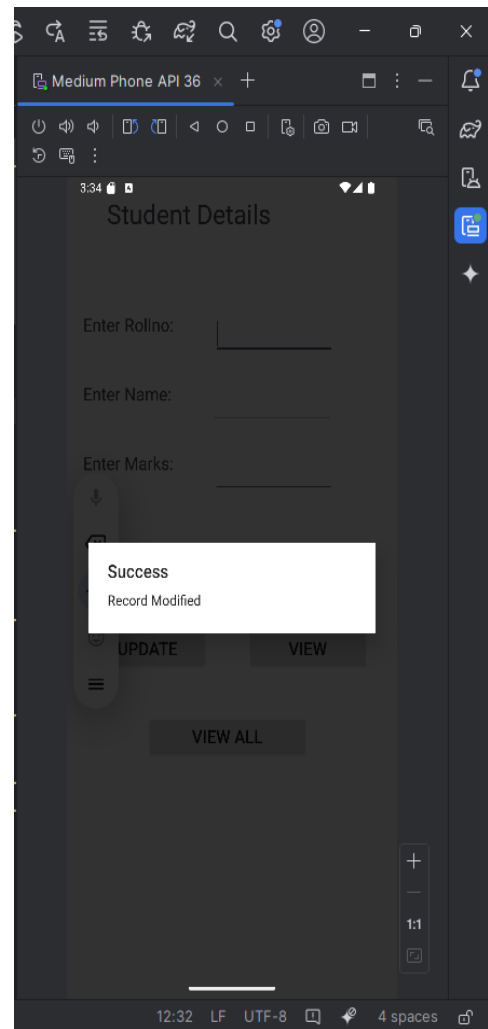 Medium Phone API 36
3:34
Student Details
Enter Rollno:
Enter Name:
Enter Marks:
Success
Record Modified
UPDATE
VIEW
VIEW ALL
1:1
12:32 LF UTF-8 4 spaces